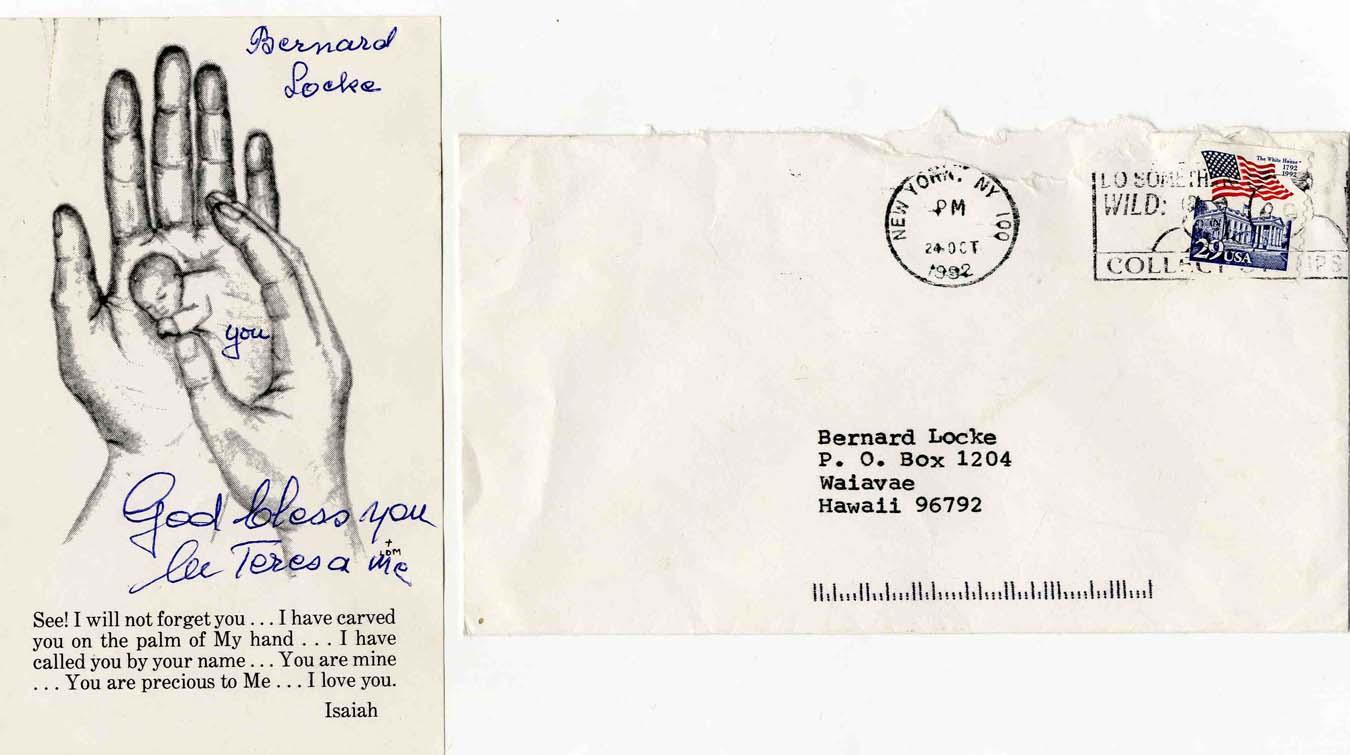 Bernard
Locke
you
God bless you
lu Teresa mc
+
LDM
See! I will not forget you . . . I have carved
you on the palm of My hand . . . I have
called you by your name . . . You are mine
. . . You are precious to Me . . . I love you.
Isaiah
NEW YORK, NY 100
PM
24 OCT
1992
DO SOMETH
WILD:
COLLECT
The White House
1792
1992
29 USA
Bernard Locke
P. O. Box 1204
Waiavae
Hawaii 96792